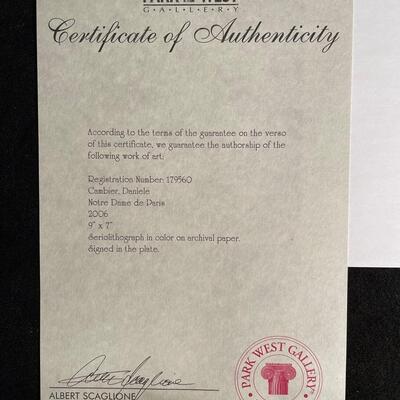 PARK WEST
G·A·L·L·E·R·Y
Certificate of Authenticity
According to the terms of the guarantee on the verso
of this certificate, we guarantee the authorship of the
following work of art:
Registration Number: 179560
Cambier, Daniele
Notre Dame de Paris
2006
9" x 7"
Seriolithograph in color on archival paper.
Signed in the plate.
ALBERT SCAGLIONE
PARK WEST GALLERY